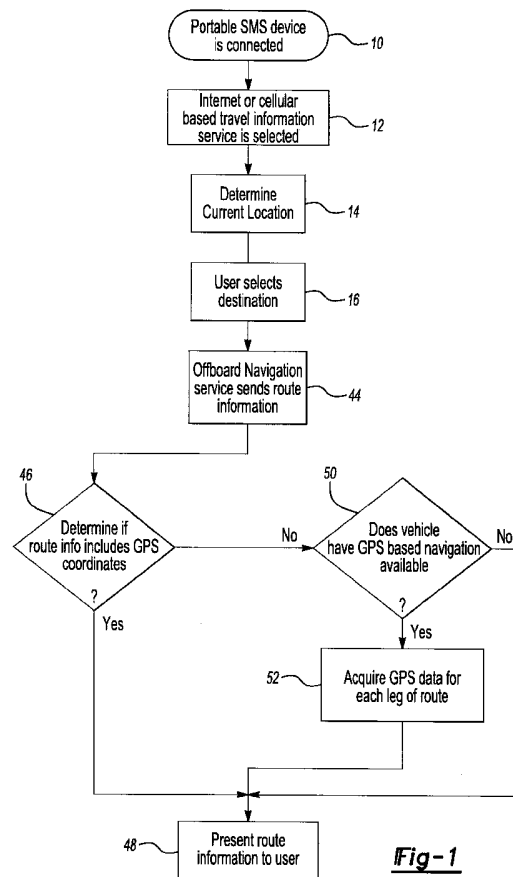 Portable SMS device
is connected
10
Internet or cellular
based travel information
service is selected
12
Determine
Current Location
14
User selects
destination
16
Offboard Navigation
service sends route
information
44
46
Determine if
route info includes GPS
coordinates
?
No
Yes
50
Does vehicle
have GPS based navigation
available
?
No
Yes
52
Acquire GPS data for
each leg of route
48
Present route
information to user
Fig-1